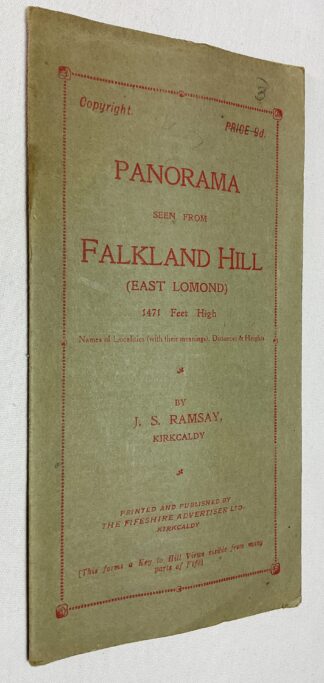 3
Copyright.
PRICE 9d.
PANORAMA
SEEN FROM
FALKLAND HILL
(EAST LOMOND)
1471 Feet High
Names of Localities (with their meanings), Distances & Heights
BY
J. S. RAMSAY,
KIRKCALDY
PRINTED AND PUBLISHED BY
THE FIFESHIRE ADVERTISER LTD.
KIRKCALDY
[This forms a Key to Hill Views visible from many
parts of Fife]